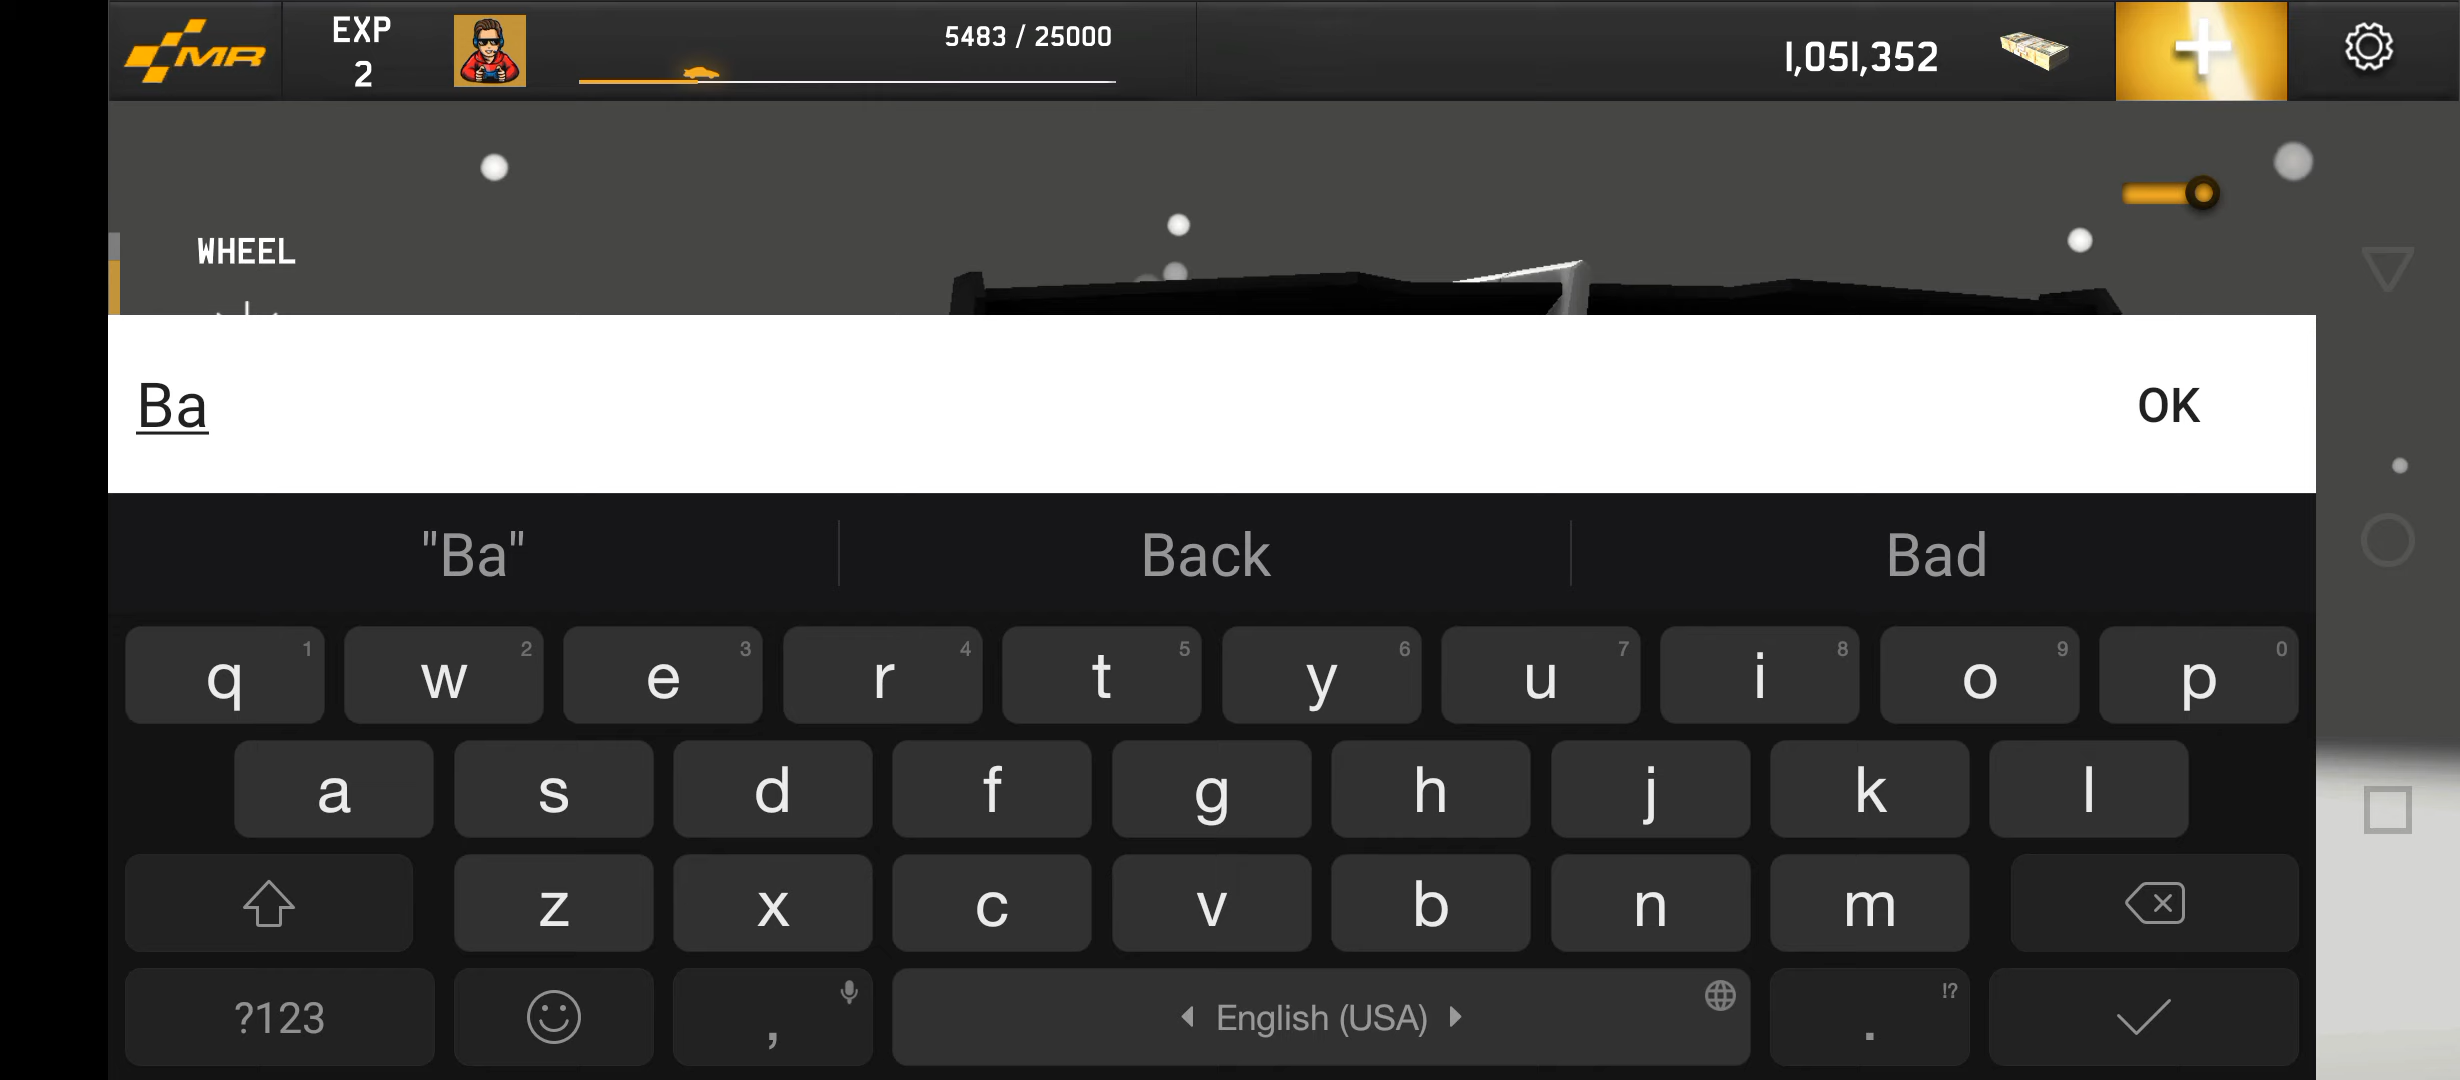 MR
EXP
2
5483 / 25000
1,051,352
WHEEL
Ba
OK
"Ba" Back Bad
q 1 w 2 e 3 r 4 t 5 y 6 u 7 i 8 o 9 p 0
a s d f g h j k l
z x c v b n m
?123 , English (USA) . !?